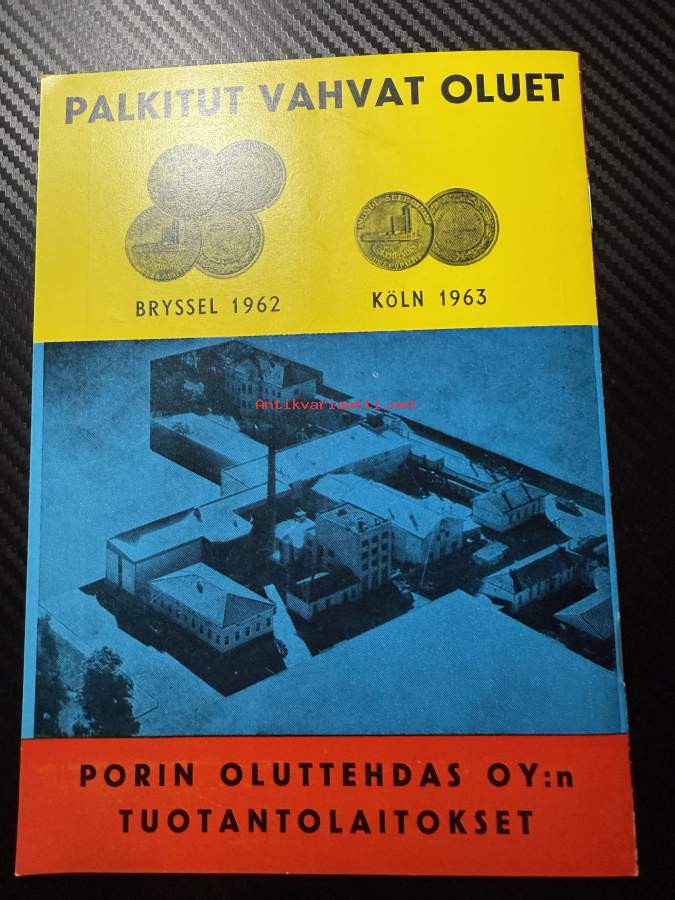 PALKITUT VAHVAT OLUET
BRYSSEL 1962
KÖLN 1963
Antikvariaatti.net
PORIN OLUTTEHDAS OY:n
TUOTANTOLAITOKSET